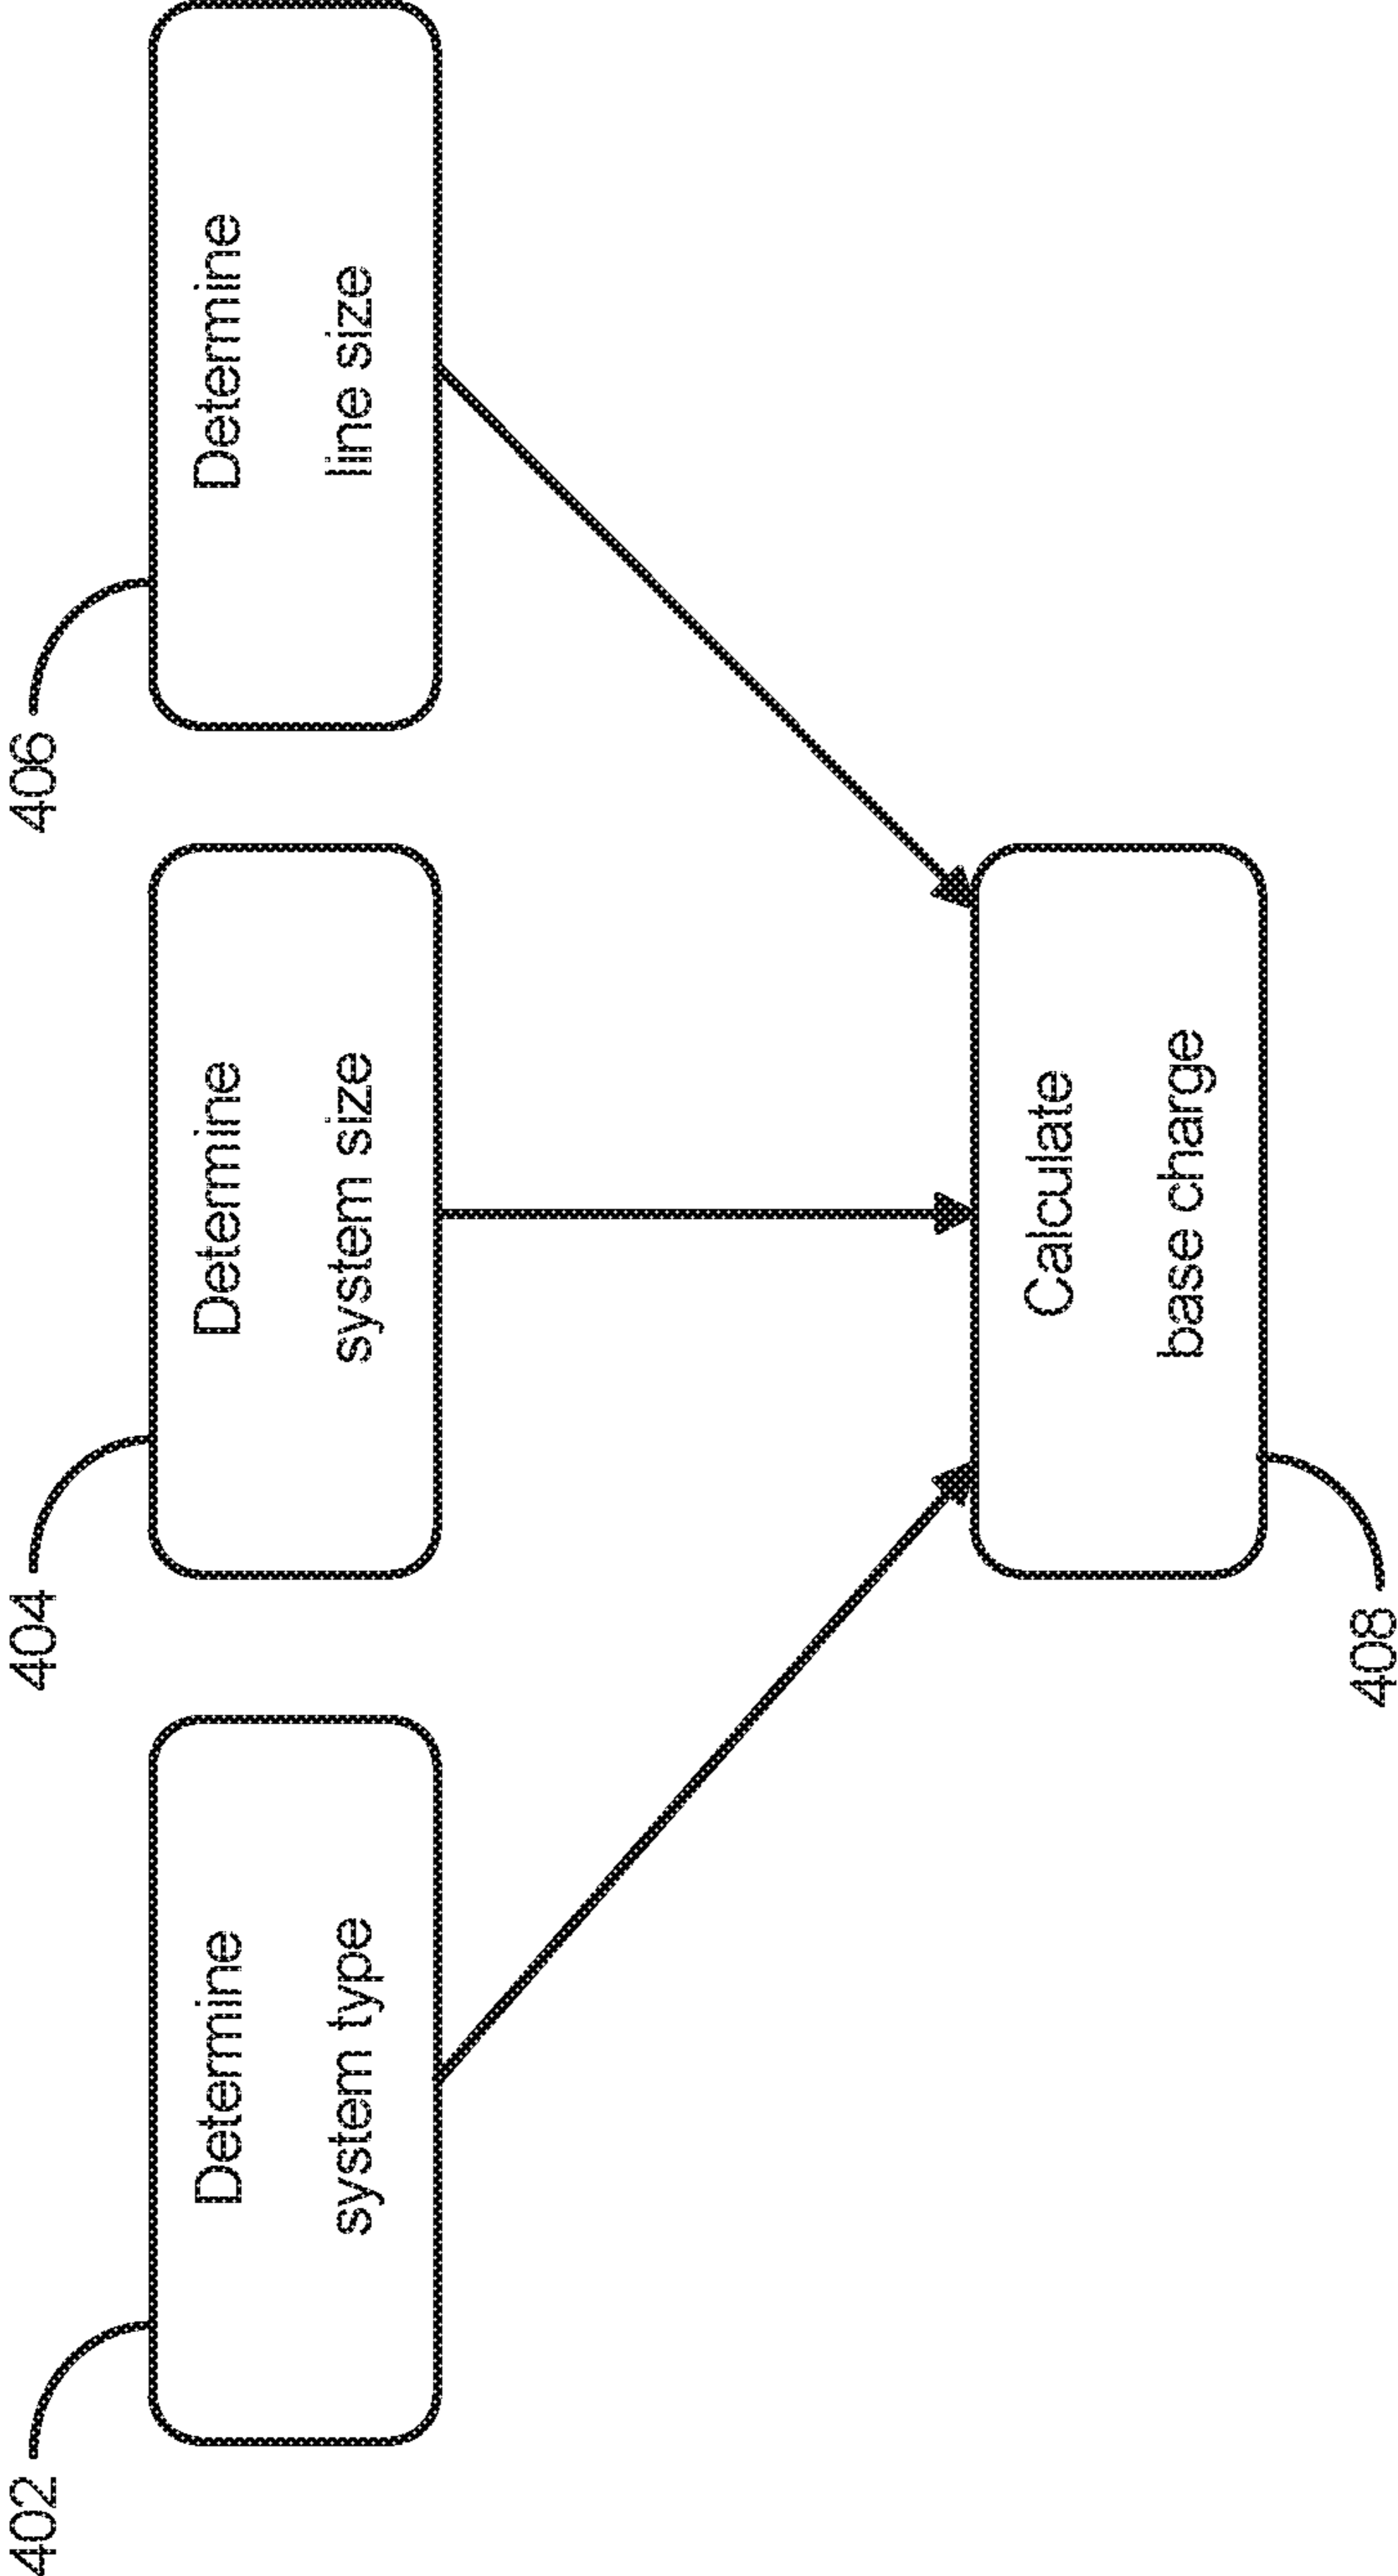 402
404
406
Determine
system type
Determine
system size
Determine
line size
Calculate
base charge
408